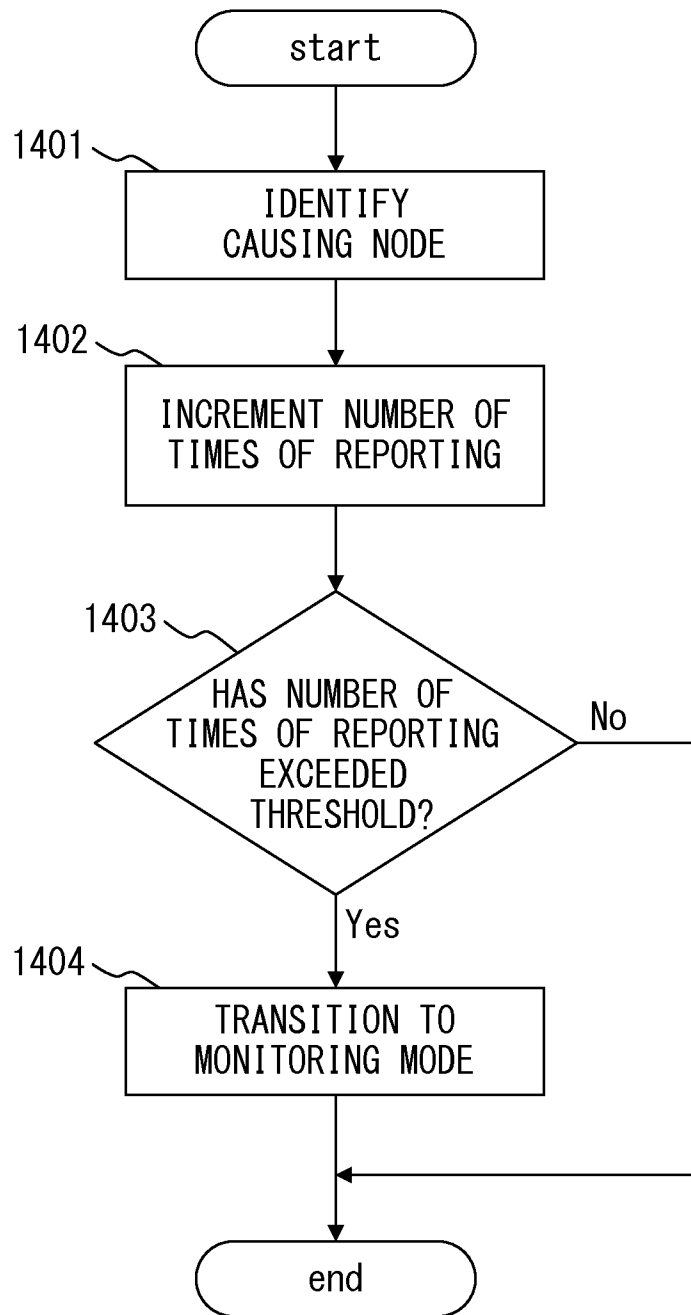 start
1401
IDENTIFY
CAUSING NODE
1402
INCREMENT NUMBER OF
TIMES OF REPORTING
1403
HAS NUMBER OF
TIMES OF REPORTING
EXCEEDED
THRESHOLD?
No
Yes
1404
TRANSITION TO
MONITORING MODE
end